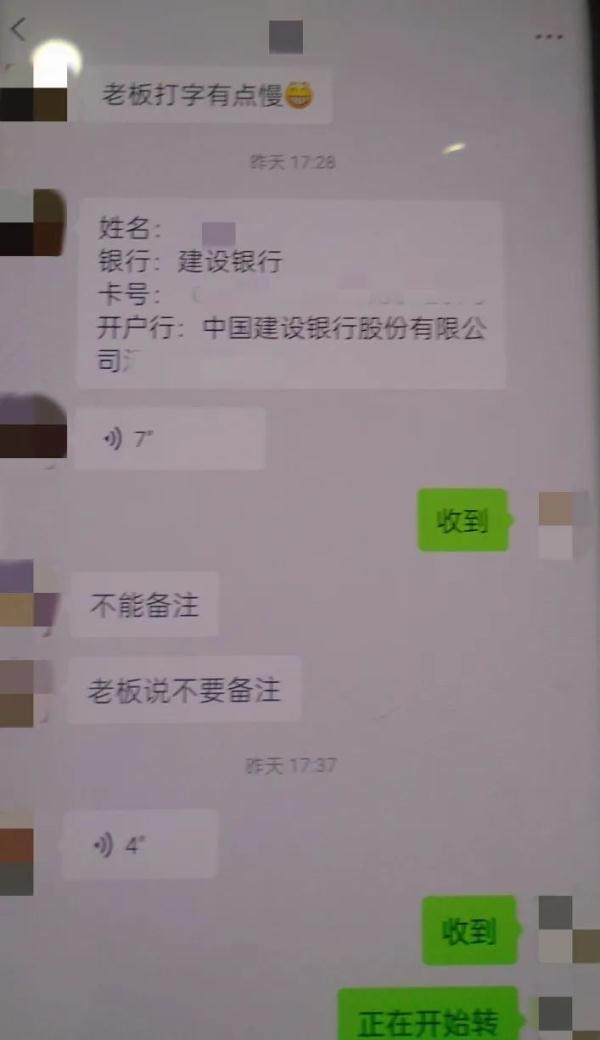 老板打字有点慢
昨天 17:28
姓名：
银行：建设银行
卡号：
开户行：中国建设银行股份有限公
司
7"
收到
不能备注
老板说不要备注
昨天 17:37
4"
收到
正在开始转